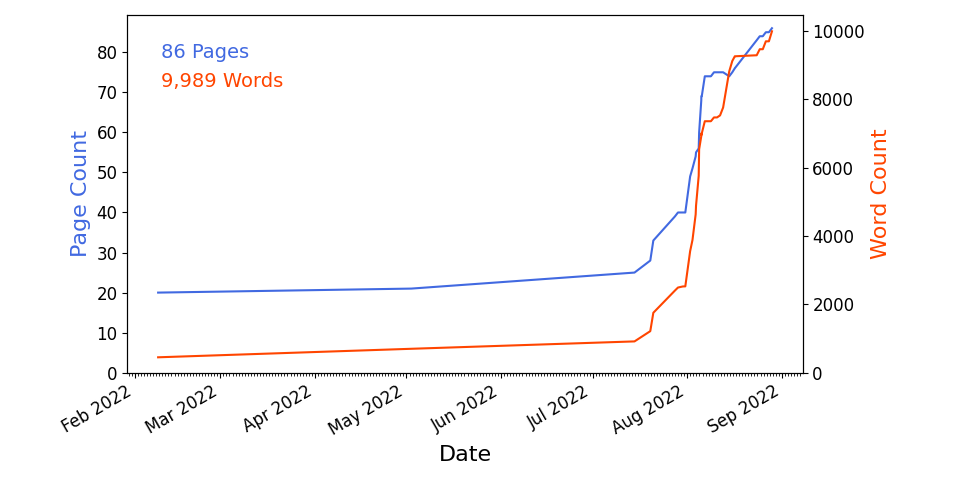 86 Pages
9,989 Words
Page Count
80
70
60
50
40
30
20
10
0
10000
8000
6000
4000
2000
0
Word Count
Feb 2022
Mar 2022
Apr 2022
May 2022
Jun 2022
Jul 2022
Aug 2022
Sep 2022
Date